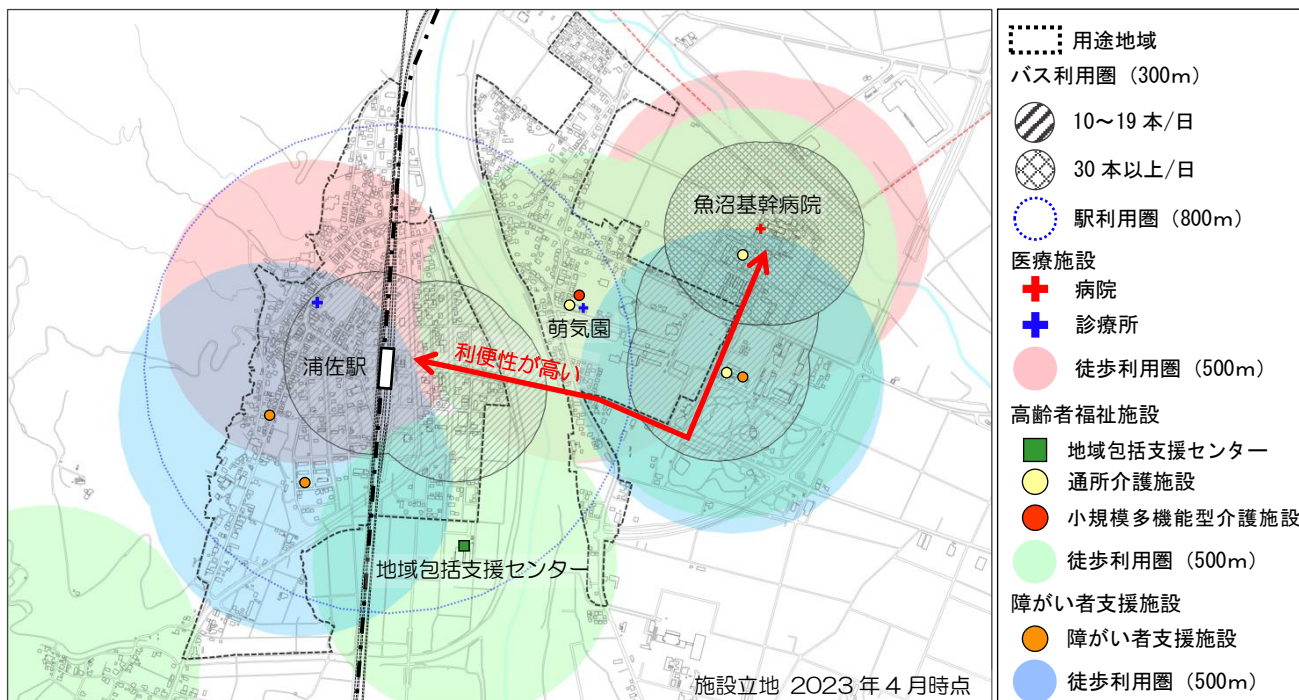 魚沼基幹病院
萌気園
浦佐駅
利便性が高い
地域包括支援センター
施設立地 2023年4月時点
用途地域
バス利用圏(300m)
10~19本/日
30本以上/日
駅利用圏(800m)
医療施設
病院
診療所
徒歩利用圏(500m)
高齢者福祉施設
地域包括支援センター
通所介護施設
小規模多機能型介護施設
徒歩利用圏(500m)
障がい者支援施設
障がい者支援施設
徒歩利用圏(500m)